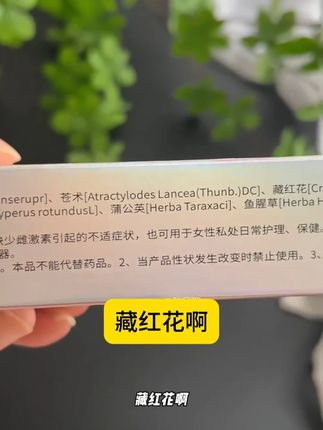 nserupr]、苍术[Atractylodes Lancea(Thunb.)DC]、藏红花[Cr
yperus rotundusL]、蒲公英[Herba Taraxaci]、鱼腥草[Herba H
缺少雌激素引起的不适症状，也可用于女性私处日常护理、保健。
器。
。本品不能代替药品。2、当产品性状发生改变时禁止使用。3、
藏红花啊
藏红花啊